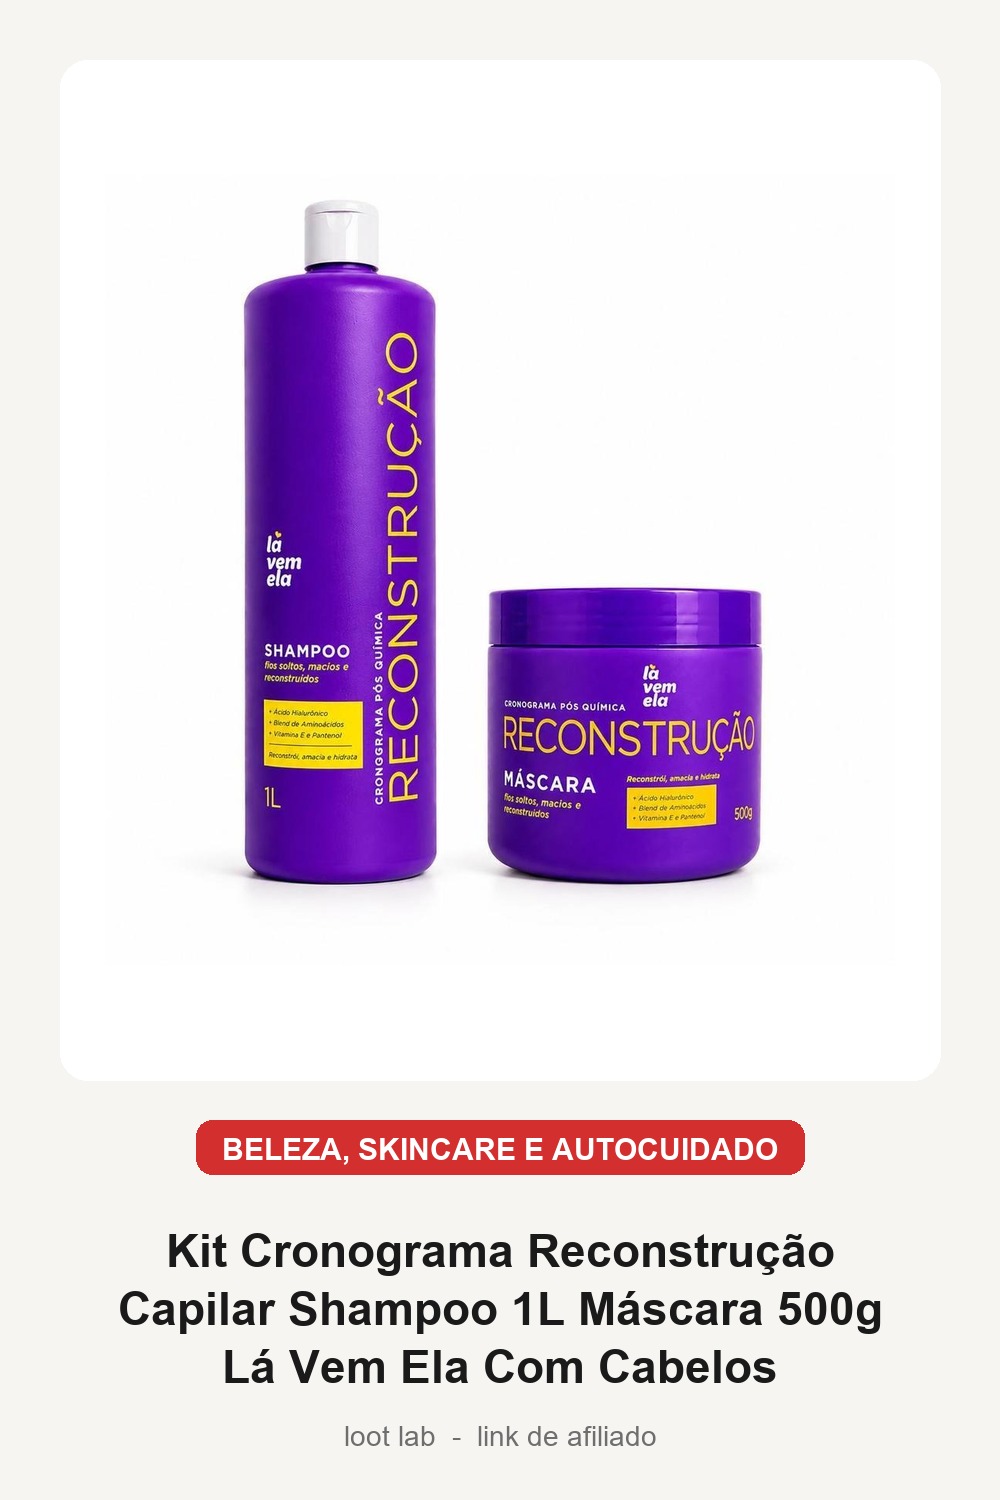 lá
vem
ela
SHAMPOO
fios soltos, macios e
reconstruídos
+ Ácido Hialurônico
+ Blend de Aminoácidos
+ Vitamina E e Pantenol
Reconstrói, amacia e hidrata
1L
CRONGGRAMA PÓS QUÍMICA
RECONSTRUÇÃO
lá
vem
ela
CRONOGRAMA PÓS QUÍMICA
RECONSTRUÇÃO
MÁSCARA
fios soltos, macios e
reconstruídos
Reconstrói, amacia e hidrata
+ Ácido Hialurônico
+ Blend de Aminoácidos
+ Vitamina E e Pantenol
500g
BELEZA, SKINCARE E AUTOCUIDADO
Kit Cronograma Reconstrução
Capilar Shampoo 1L Máscara 500g
Lá Vem Ela Com Cabelos
loot lab - link de afiliado